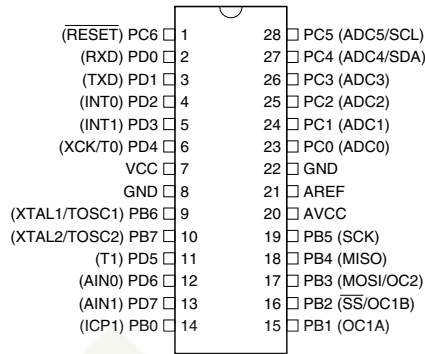 (RESET) PC6 1 28 PC5 (ADC5/SCL)
(RXD) PD0 2 27 PC4 (ADC4/SDA)
(TXD) PD1 3 26 PC3 (ADC3)
(INT0) PD2 4 25 PC2 (ADC2)
(INT1) PD3 5 24 PC1 (ADC1)
(XCK/T0) PD4 6 23 PC0 (ADC0)
VCC 7 22 GND
GND 8 21 AREF
(XTAL1/TOSC1) PB6 9 20 AVCC
(XTAL2/TOSC2) PB7 10 19 PB5 (SCK)
(T1) PD5 11 18 PB4 (MISO)
(AIN0) PD6 12 17 PB3 (MOSI/OC2)
(AIN1) PD7 13 16 PB2 (SS/OC1B)
(ICP1) PB0 14 15 PB1 (OC1A)